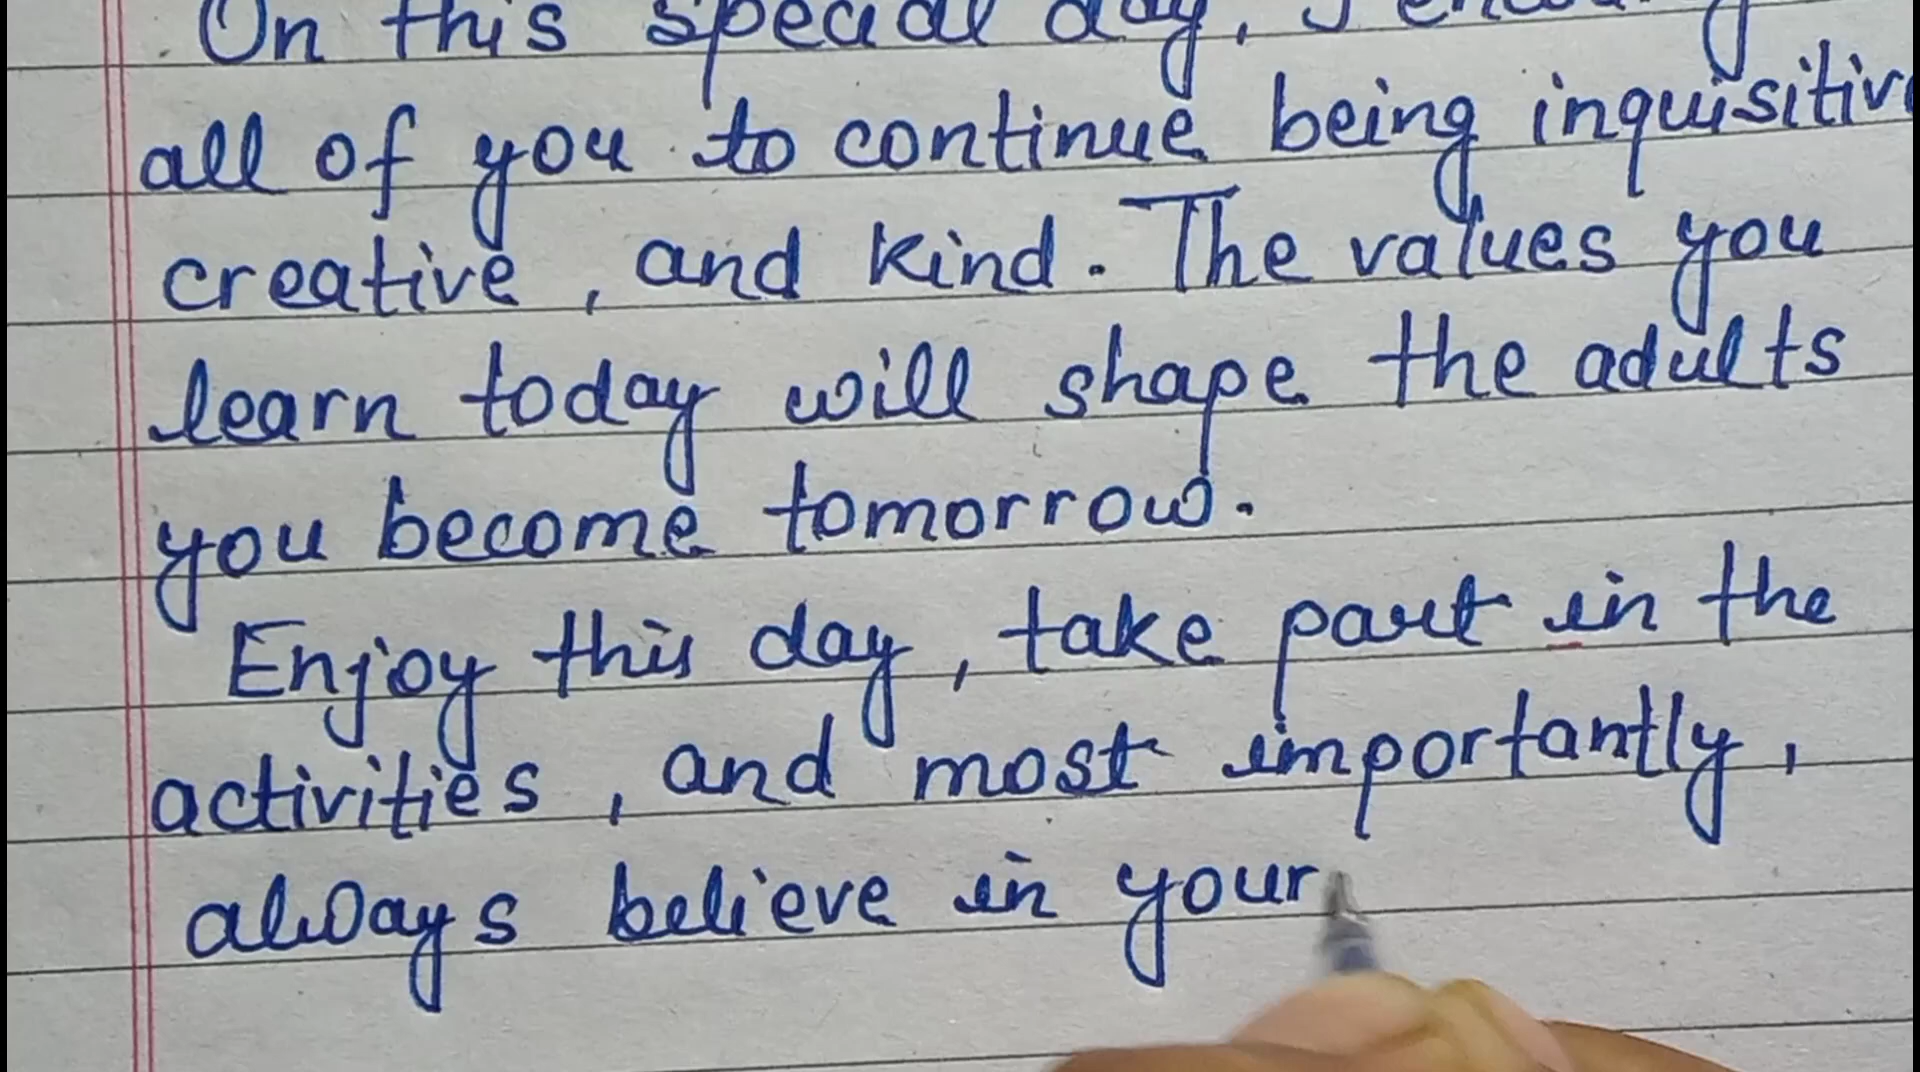 On this special day, I
all of you to continue being inquisitive
creative, and kind. The values you
learn today will shape the adults
you become tomorrow.
Enjoy this day, take part in the
activities, and most importantly,
always believe in your